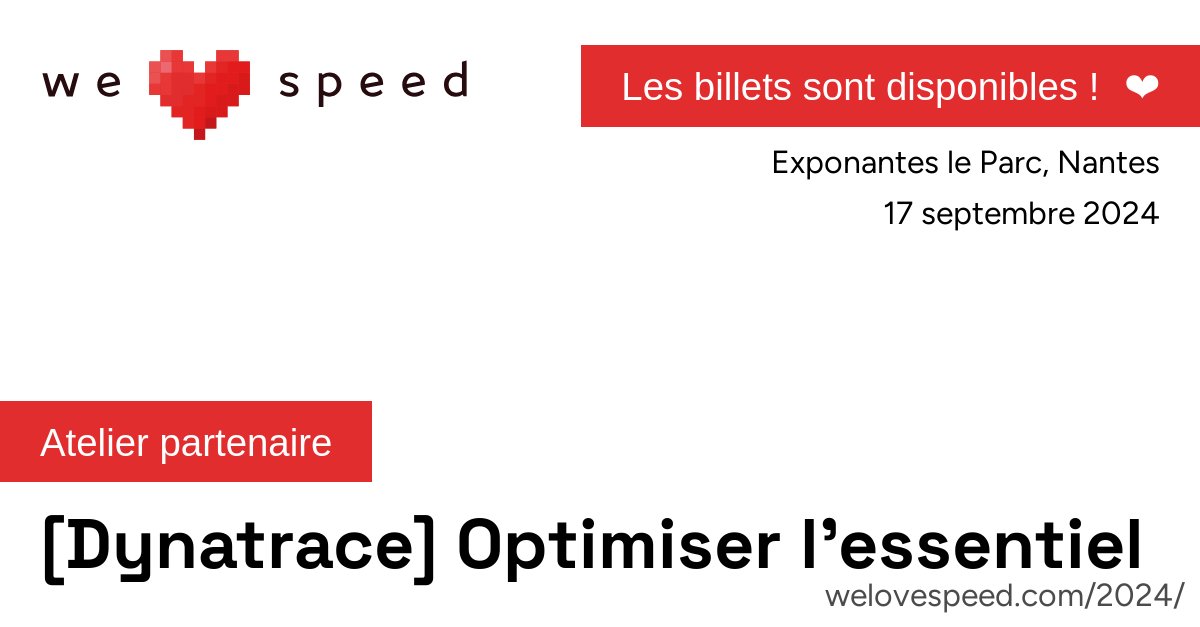 we ❤ speed
Les billets sont disponibles ! ❤
Exponantes le Parc, Nantes
17 septembre 2024
Atelier partenaire
[Dynatrace] Optimiser l’essentiel
welovespeed.com/2024/